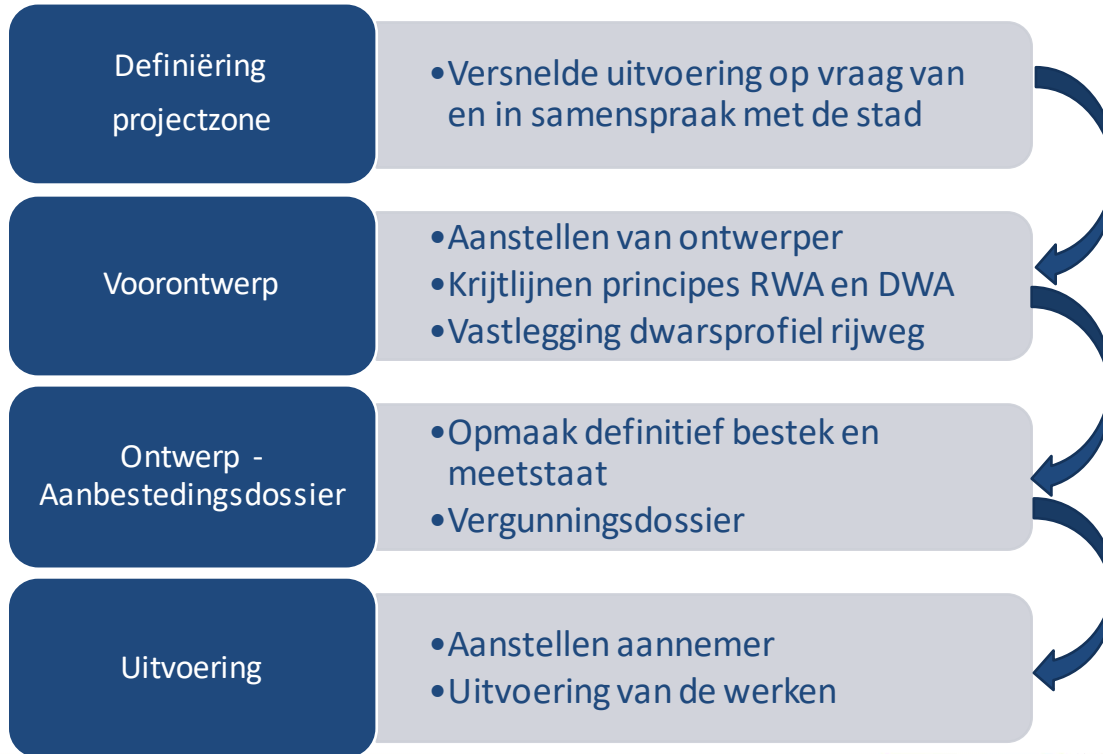 Definiëring
projectzone
•Versnelde uitvoering op vraag van
en in samenspraak met de stad
Voorontwerp
•Aanstellen van ontwerper
•Krijtlijnen principes RWA en DWA
•Vastlegging dwarsprofiel rijweg
Ontwerp -
Aanbestedingsdossier
•Opmaak definitief bestek en
meetstaat
•Vergunningsdossier
Uitvoering
•Aanstellen aannemer
•Uitvoering van de werken